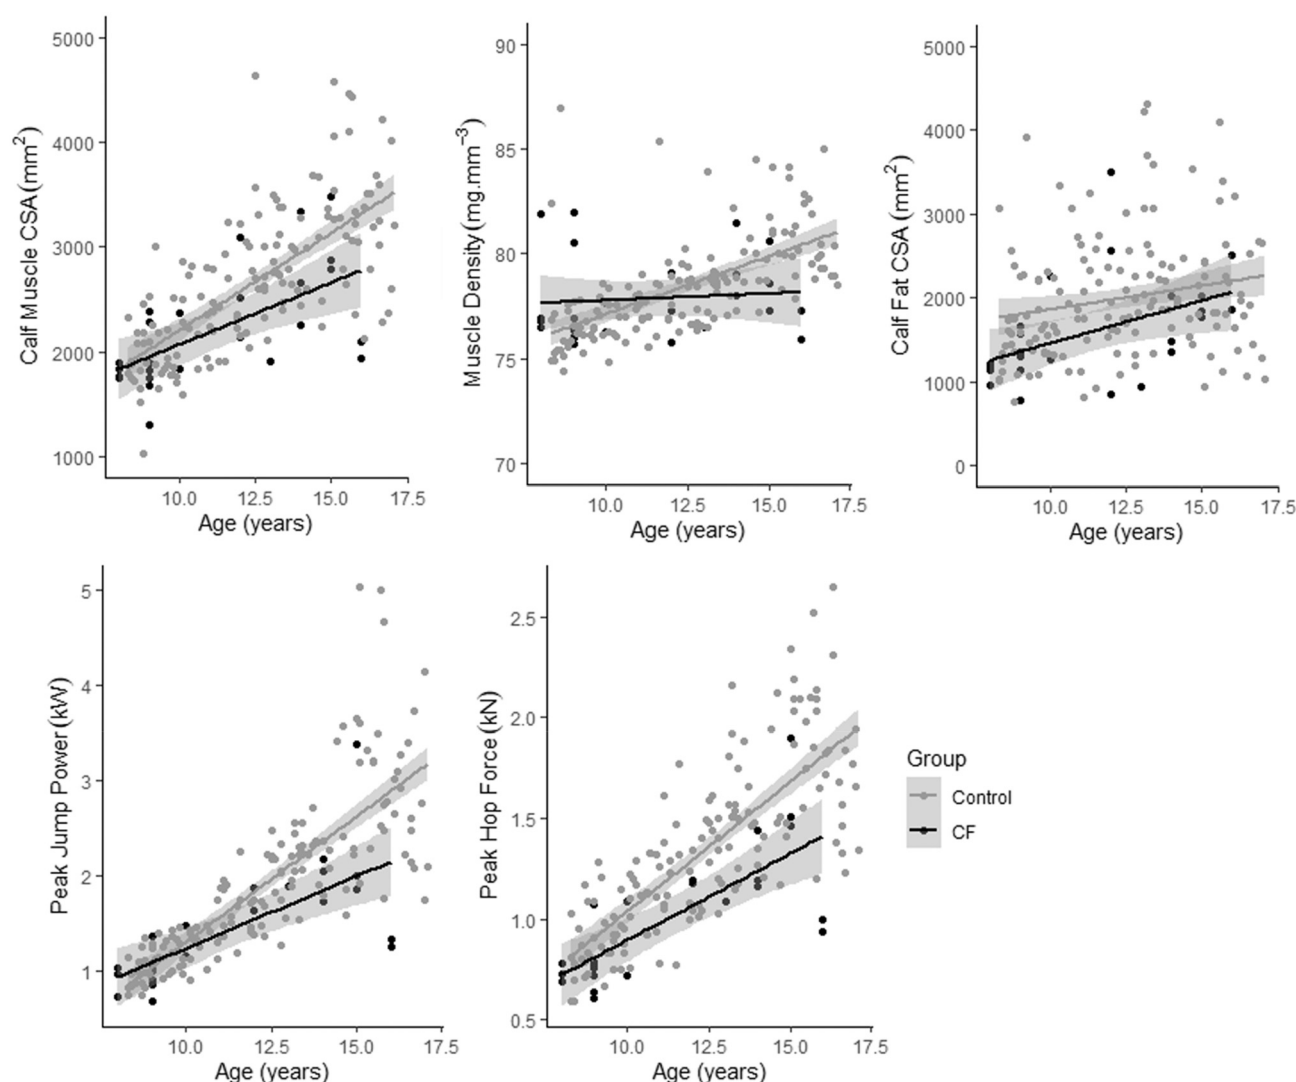 Calf Muscle CSA (mm²)
5000
4000
3000
2000
1000
10.0 12.5 15.0 17.5
Age (years)
Muscle Density (mg.mm⁻³)
90
85
80
75
70
10.0 12.5 15.0 17.5
Age (years)
Calf Fat CSA (mm²)
5000
4000
3000
2000
1000
0
10.0 12.5 15.0 17.5
Age (years)
Peak Jump Power (kW)
5
4
3
2
1
10.0 12.5 15.0 17.5
Age (years)
Peak Hop Force (kN)
2.5
2.0
1.5
1.0
0.5
10.0 12.5 15.0 17.5
Age (years)
Group
Control
CF